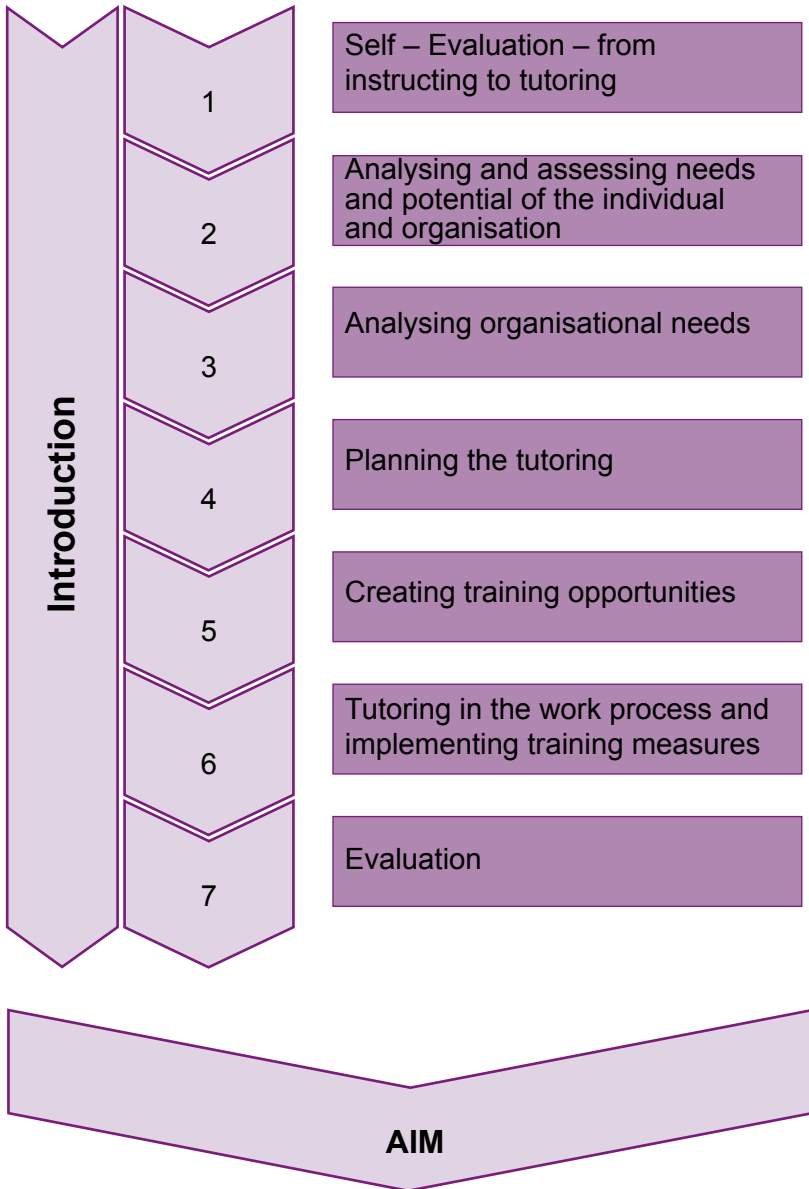 Introduction
1
Self – Evaluation – from
instructing to tutoring
2
Analysing and assessing needs
and potential of the individual
and organisation
3
Analysing organisational needs
4
Planning the tutoring
5
Creating training opportunities
6
Tutoring in the work process and
implementing training measures
7
Evaluation
AIM